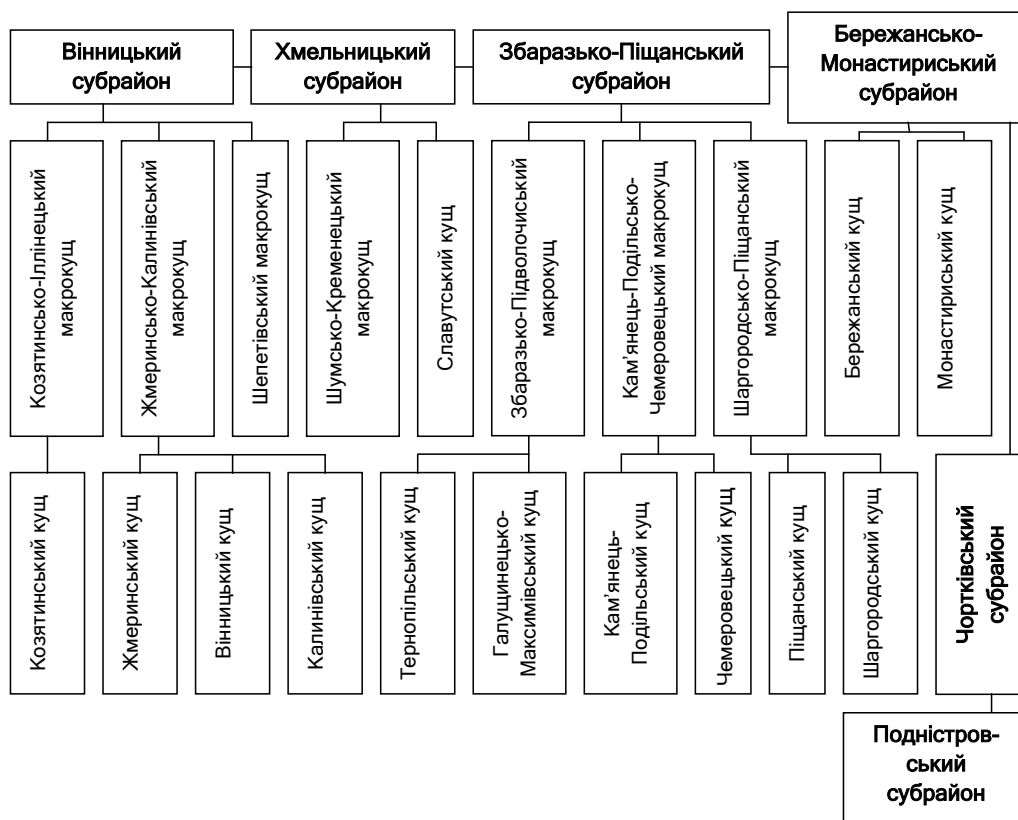 Вінницький
субрайон
Хмельницький
субрайон
Збаразько-Піщанський
субрайон
Бережансько-
Монастириський
субрайон
Козятинсько-Іллінецький
макрокущ
Жмеринсько-Калинівський
макрокущ
Шепетівський макрокущ
Шумсько-Кременецький
макрокущ
Славутський кущ
Збаразько-Підволочиський
макрокущ
Кам’янець-Подільсько-
Чемеровецький макрокущ
Шаргородсько-Піщанський
макрокущ
Бережанський кущ
Монастириский кущ
Козятинський кущ
Жмеринський кущ
Вінницький кущ
Калинівський кущ
Тернопільський кущ
Галущинецько-
Максимівський кущ
Кам’янець-
Подільський кущ
Чемеровецький кущ
Піщанський кущ
Шаргородський кущ
Чортківський
субрайон
Подністров-
ський
субрайон